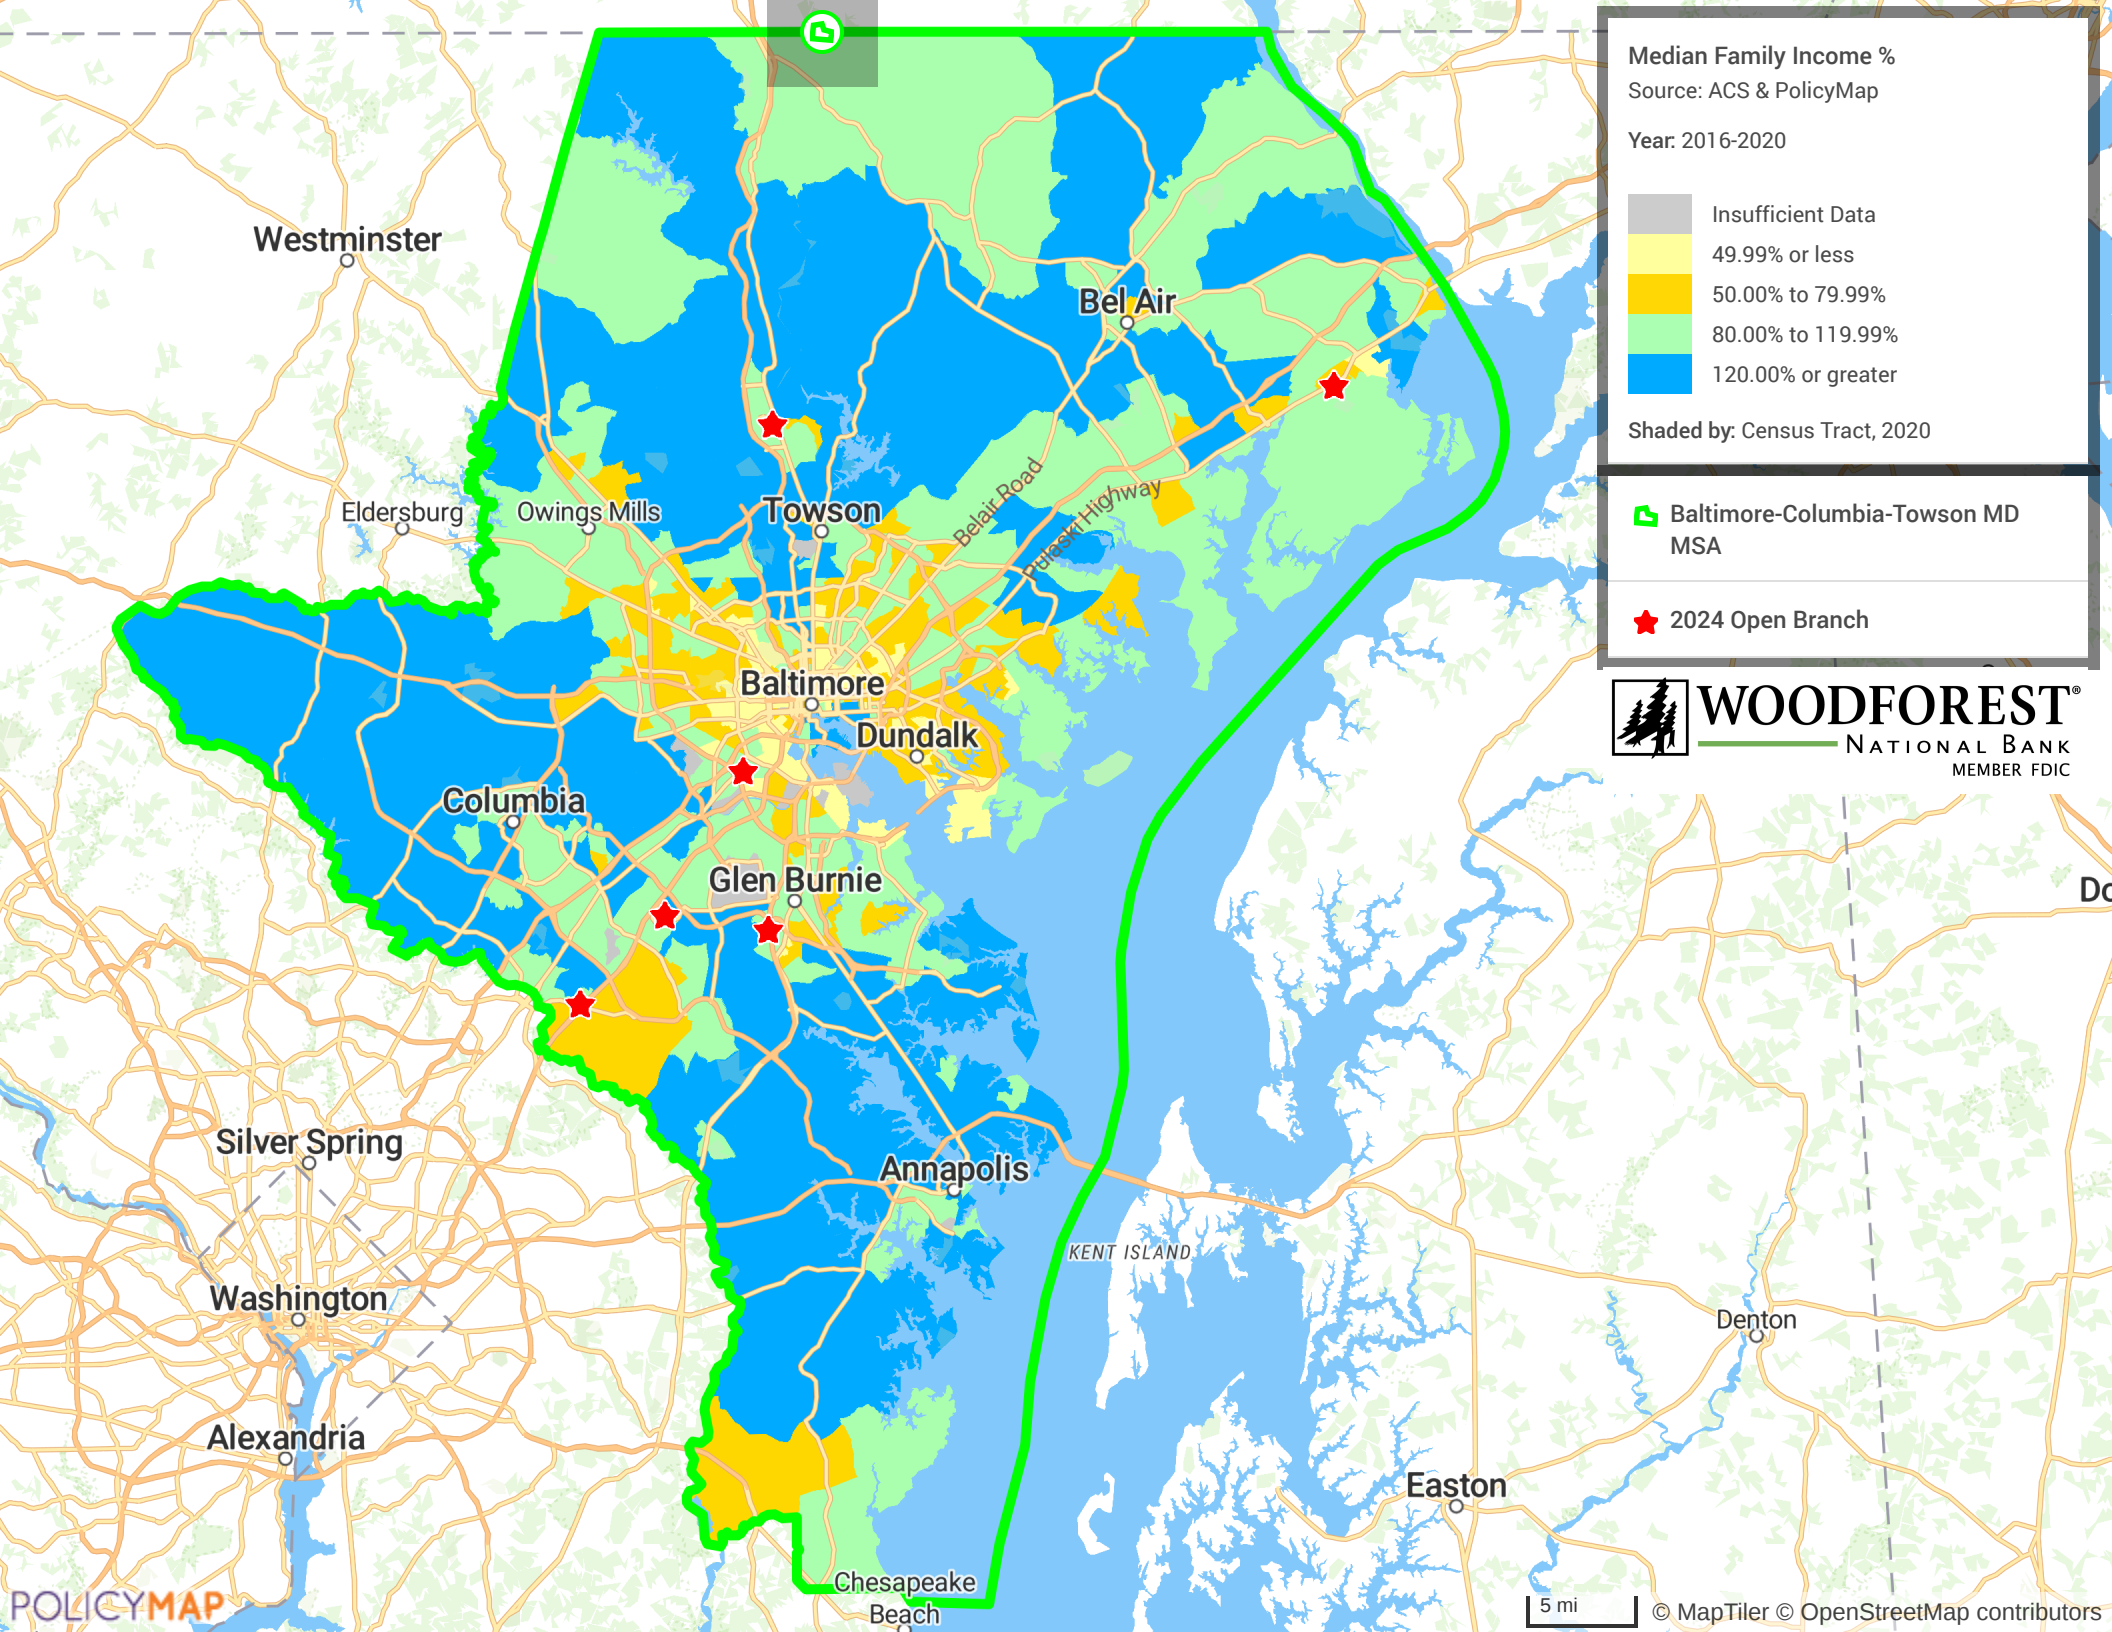 Median Family Income %
Source: ACS & PolicyMap
Year: 2016-2020
Insufficient Data
49.99% or less
50.00% to 79.99%
80.00% to 119.99%
120.00% or greater
Shaded by: Census Tract, 2020
Baltimore-Columbia-Towson MD
MSA
2024 Open Branch
WOODFOREST®
NATIONAL BANK
MEMBER FDIC
Westminster
Bel Air
Eldersburg
Owings Mills
Towson
Belair Road
Pulaski Highway
Baltimore
Dundalk
Columbia
Glen Burnie
Do
Silver Spring
Annapolis
KENT ISLAND
Washington
Denton
Alexandria
Easton
Chesapeake
Beach
POLICYMAP
5 mi
© MapTiler © OpenStreetMap contributors